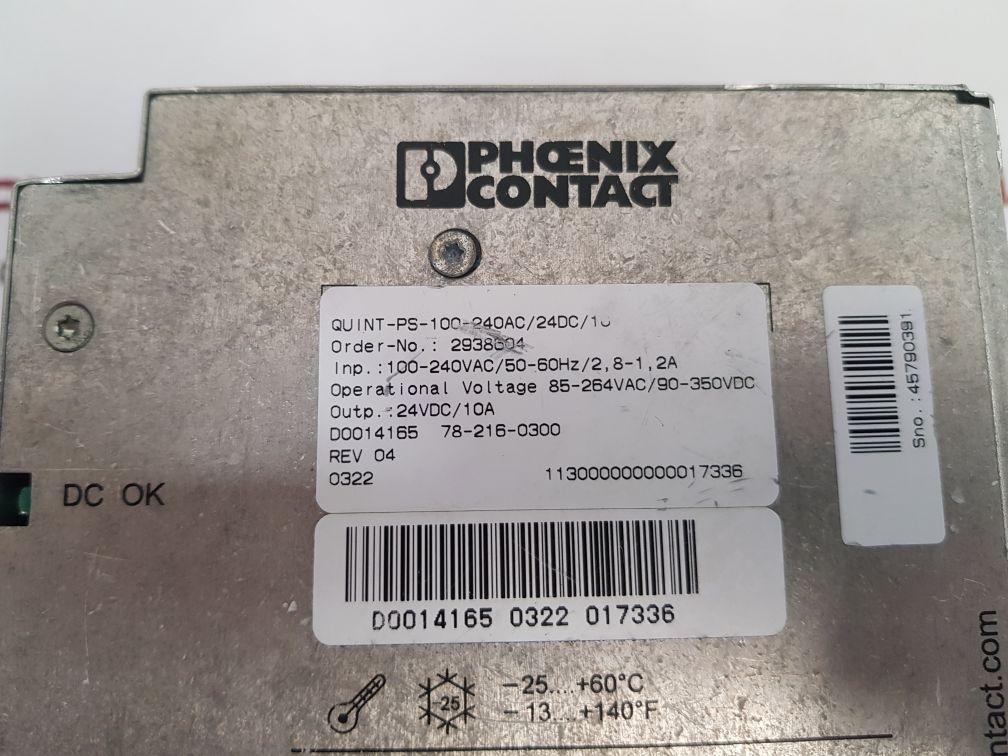 PHŒNIX
CONTACT
QUINT-PS-100-240AC/24DC/10
Order-No.: 2938604
Inp.:100-240VAC/50-60Hz/2,8-1,2A
Operational Voltage 85-264VAC/90-350VDC
Outp.:24VDC/10A
D0014165 78-216-0300
REV 04
0322 113000000000017336
Sno.:45790391
DC OK
D0014165 0322 017336
-25
-25....+60°C
-13...+140°F
ntact.com